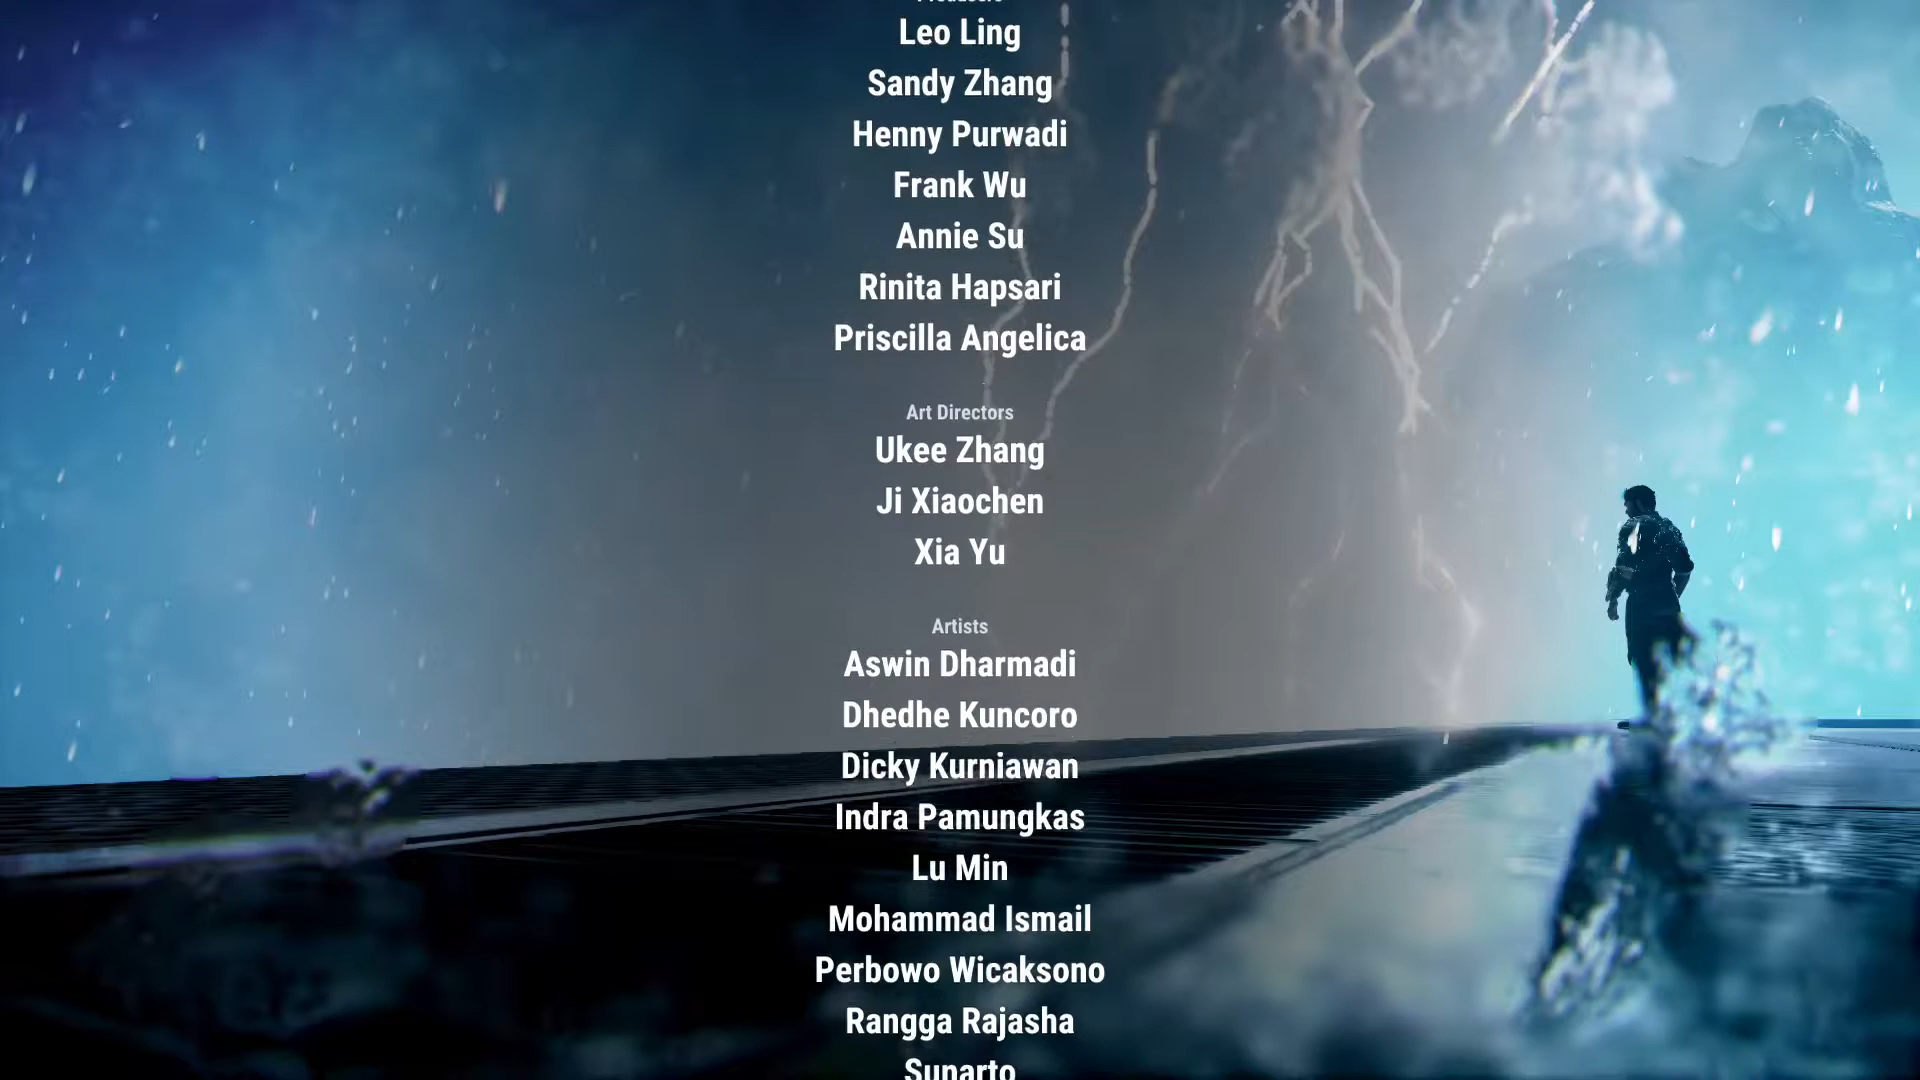 Producers
Leo Ling
Sandy Zhang
Henny Purwadi
Frank Wu
Annie Su
Rinita Hapsari
Priscilla Angelica
Art Directors
Ukee Zhang
Ji Xiaochen
Xia Yu
Artists
Aswin Dharmadi
Dhedhe Kuncoro
Dicky Kurniawan
Indra Pamungkas
Lu Min
Mohammad Ismail
Perbowo Wicaksono
Rangga Rajasha
Sunarto